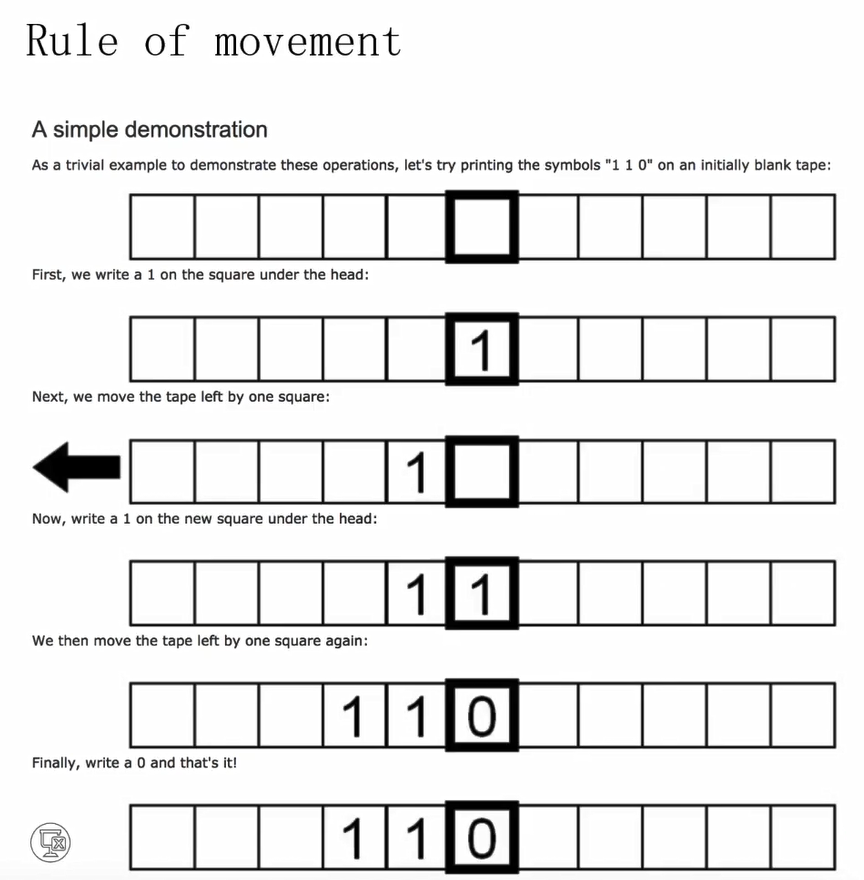 Rule of movement
A simple demonstration
As a trivial example to demonstrate these operations, let's try printing the symbols "1 1 0" on an initially blank tape:
First, we write a 1 on the square under the head:
1
Next, we move the tape left by one square:
1
Now, write a 1 on the new square under the head:
1 1
We then move the tape left by one square again:
1 1 0
Finally, write a 0 and that's it!
1 1 0